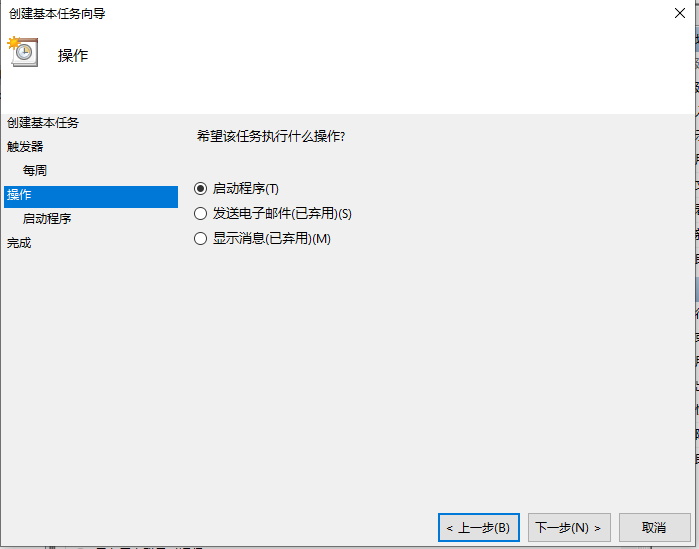 创建基本任务向导
操作
创建基本任务
触发器
每周
操作
启动程序
完成
希望该任务执行什么操作?
启动程序(T)
发送电子邮件(已弃用)(S)
显示消息(已弃用)(M)
< 上一步(B)
下一步(N) >
取消